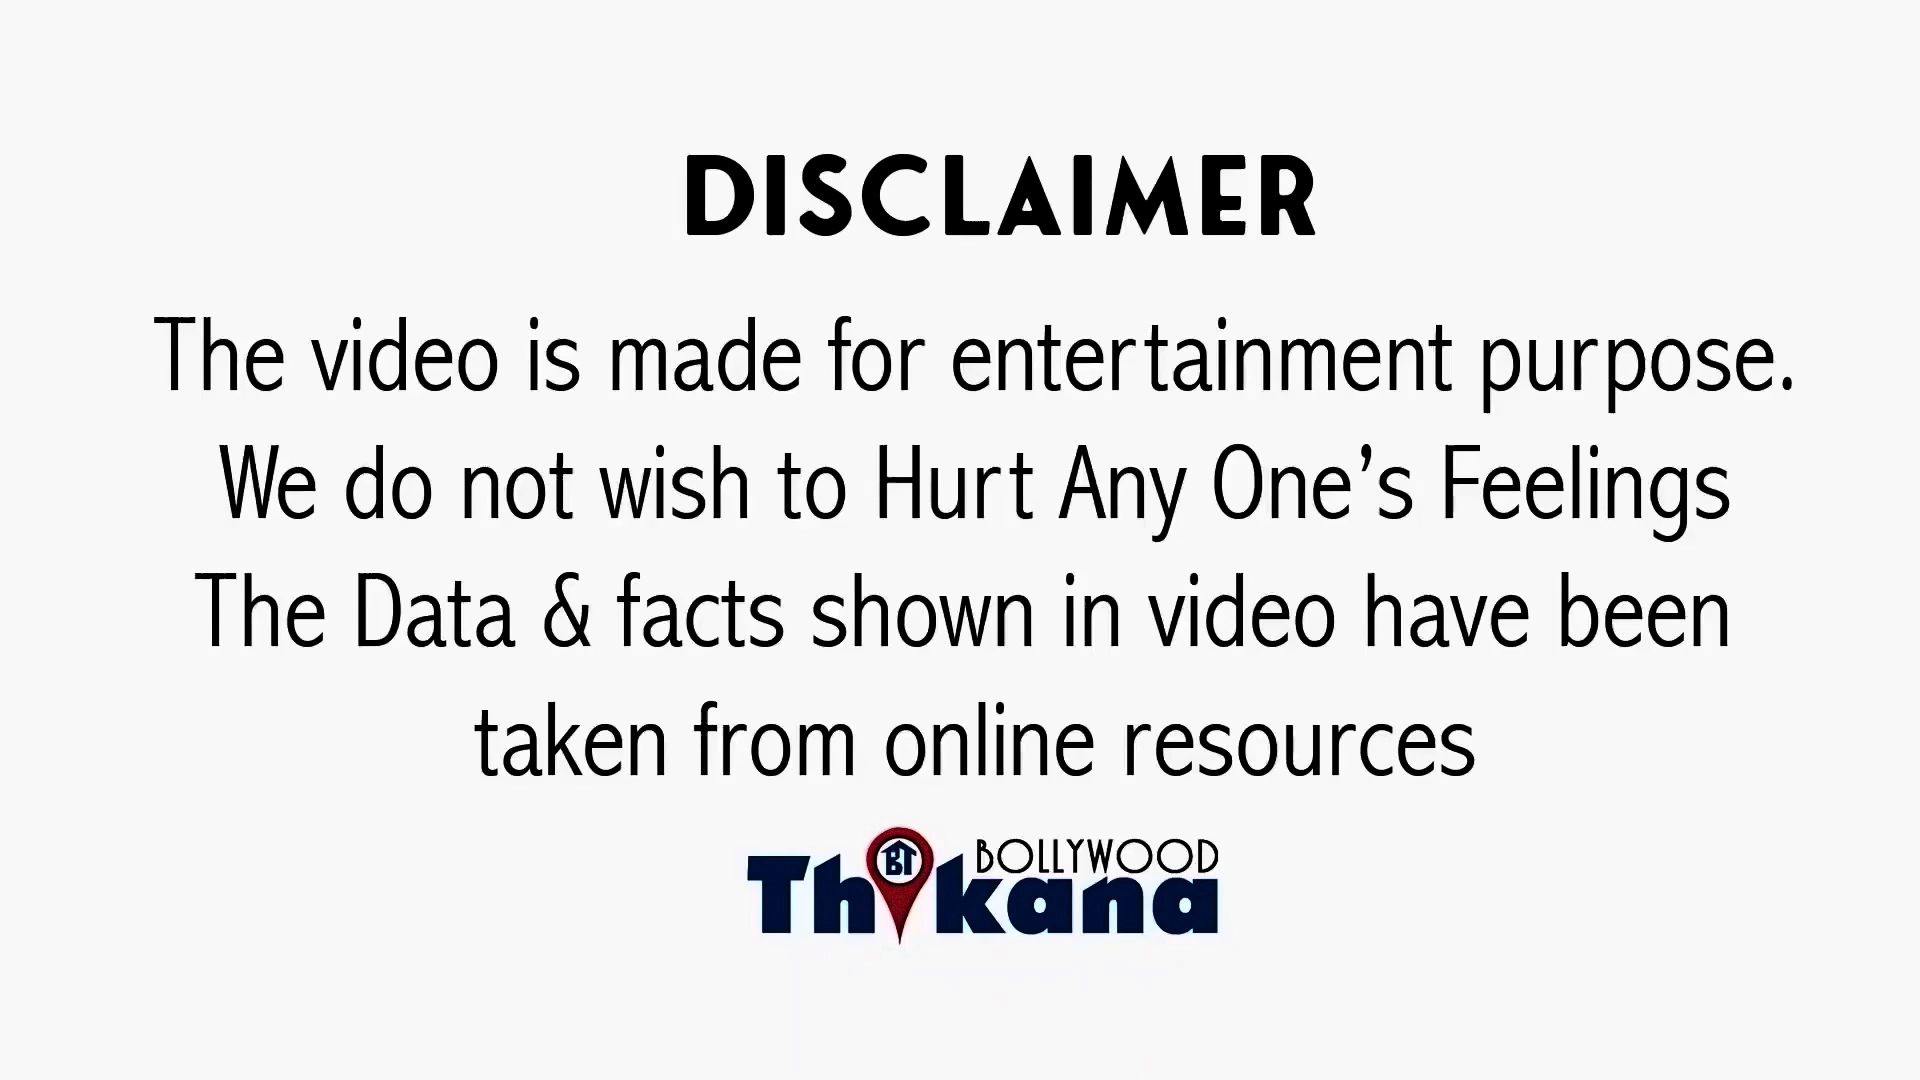 DISCLAIMER
The video is made for entertainment purpose.
We do not wish to Hurt Any One’s Feelings
The Data & facts shown in video have been
taken from online resources
BOLLYWOOD
BT
Thikana